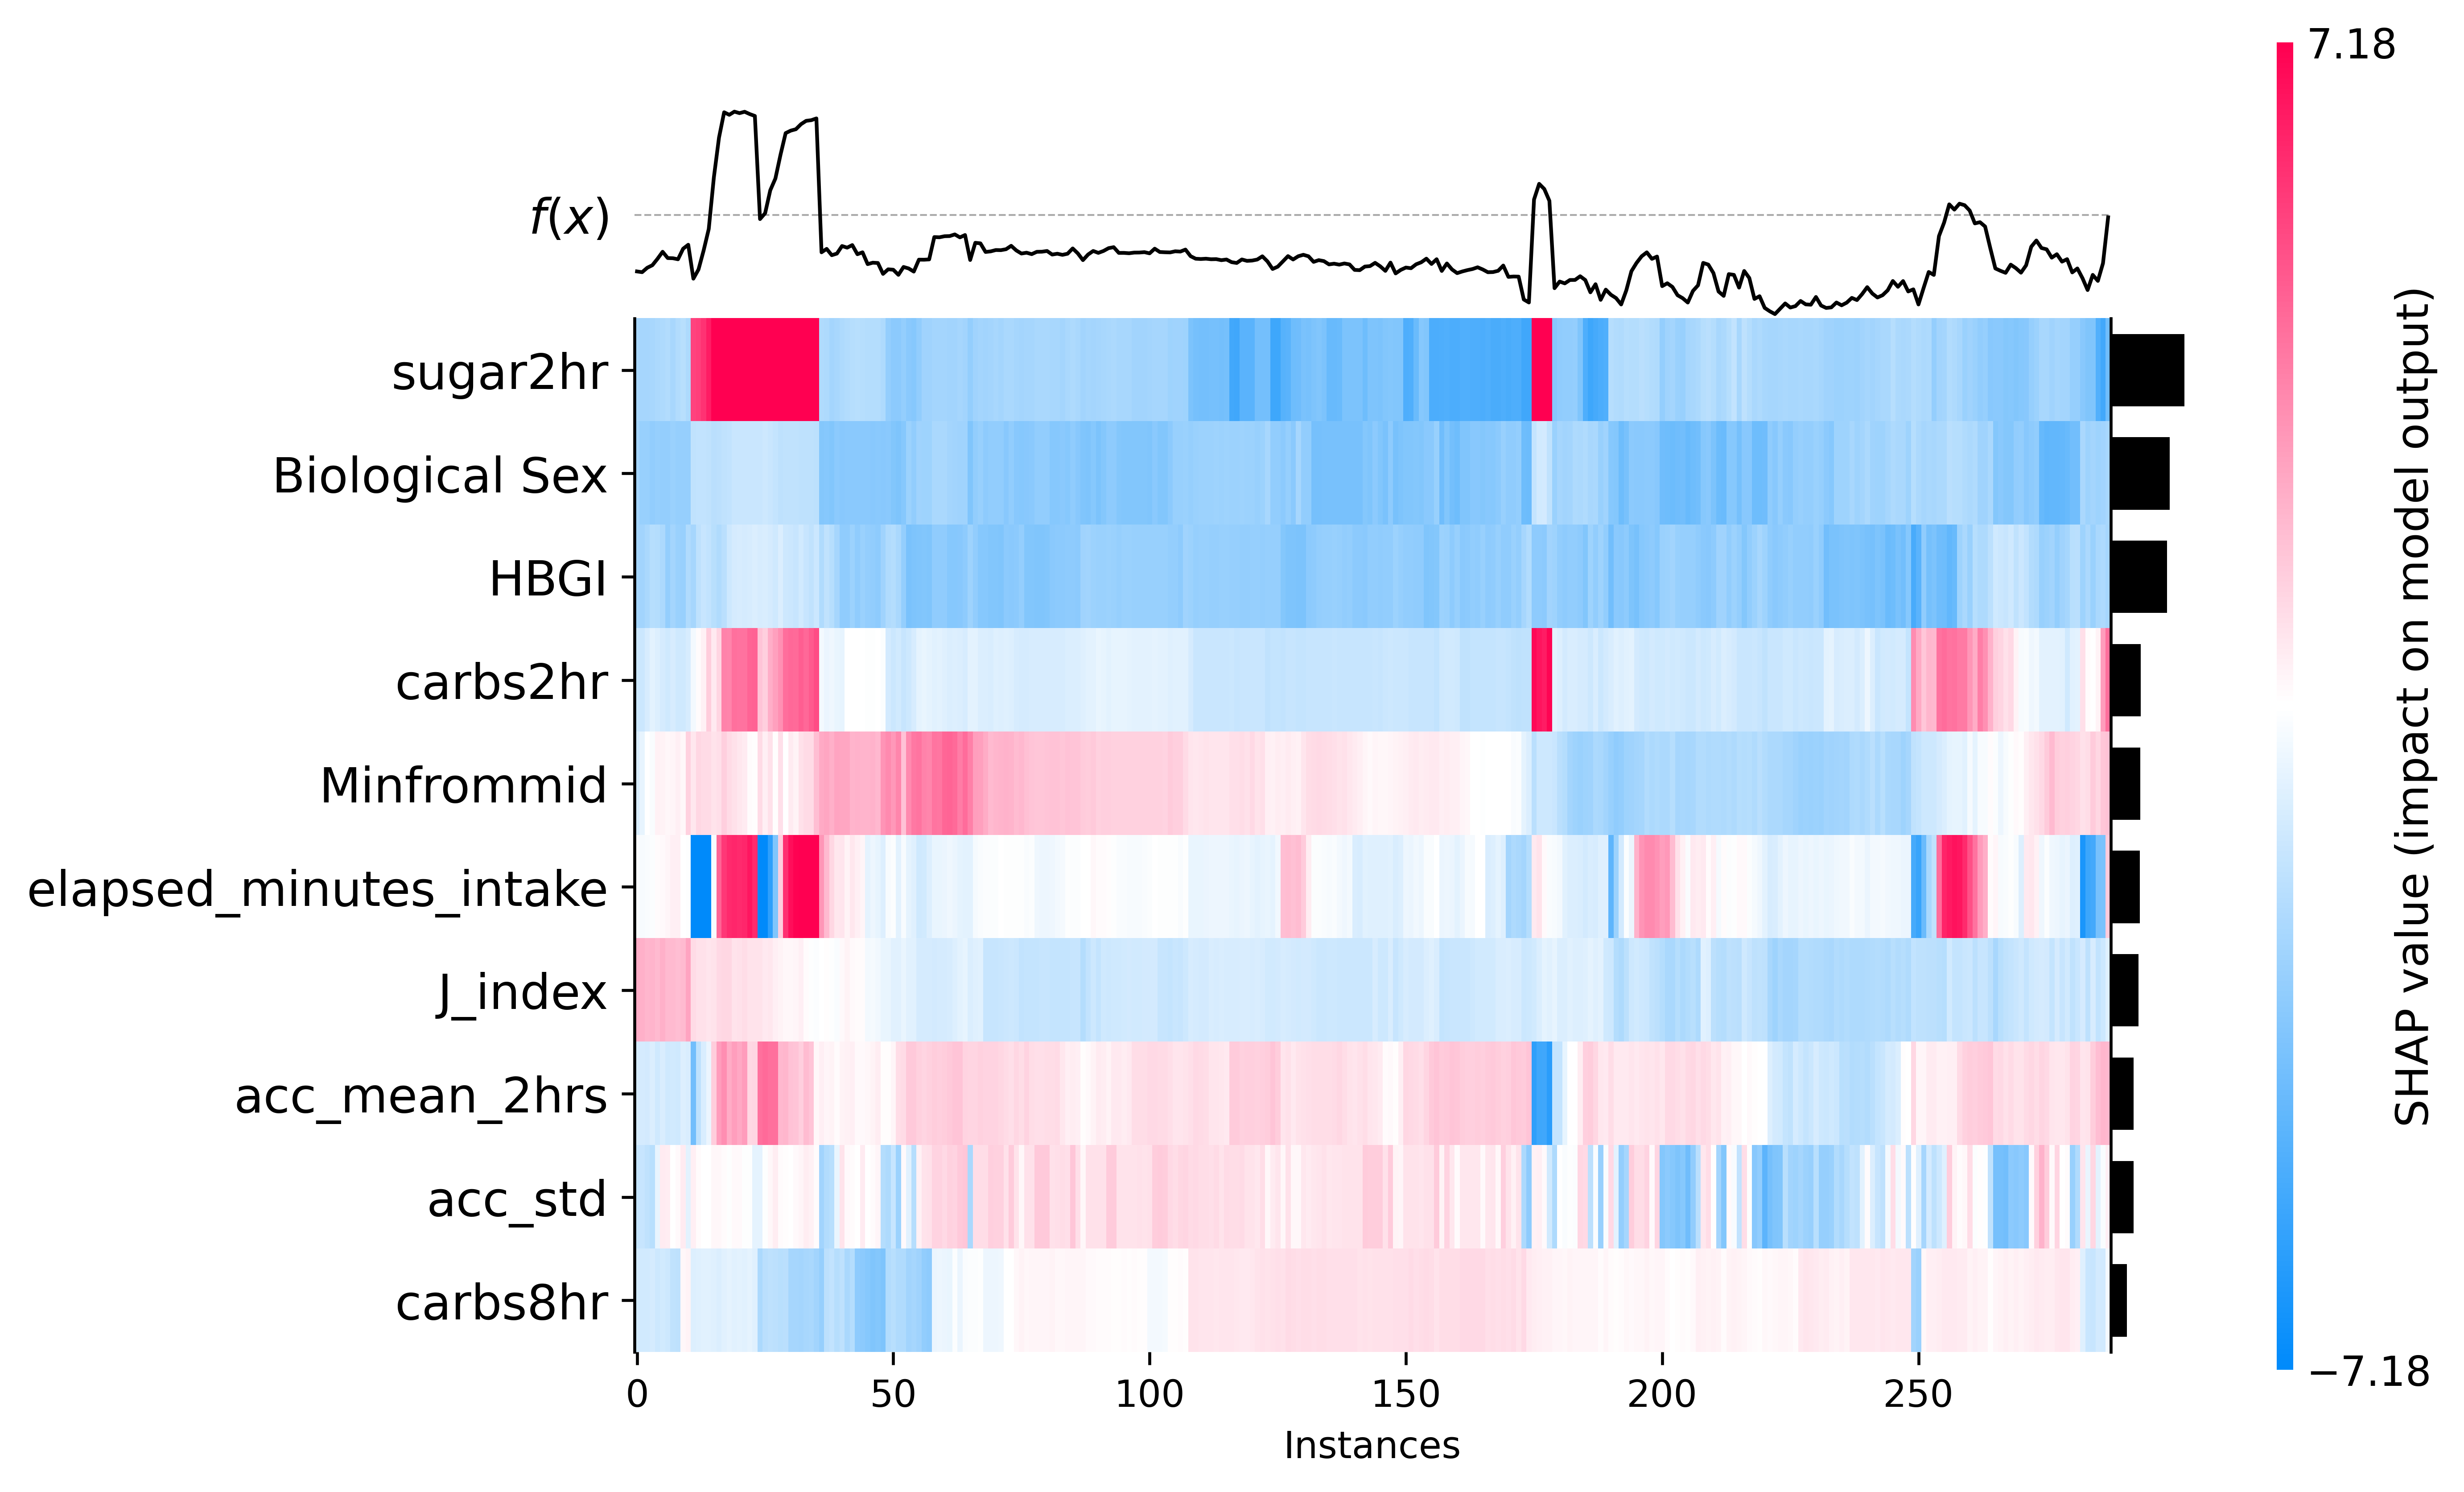 7.18
f(x)
sugar2hr
Biological Sex
HBGI
carbs2hr
Minfrommid
elapsed_minutes_intake
J_index
acc_mean_2hrs
acc_std
carbs8hr
0 50 100 150 200 250
Instances
−7.18
SHAP value (impact on model output)